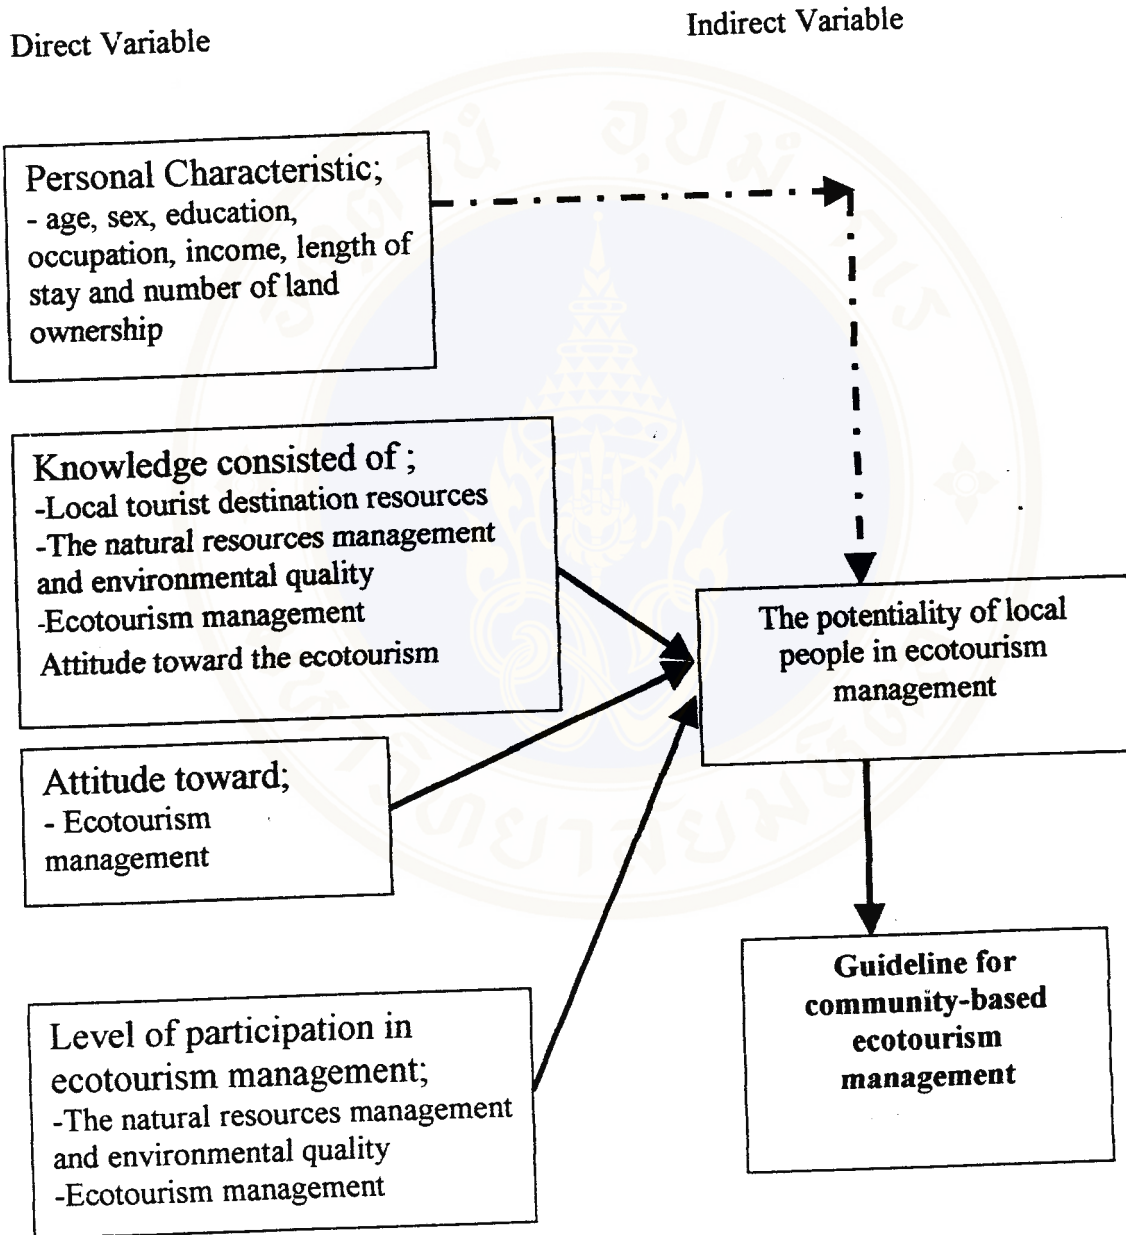 Direct Variable
Indirect Variable
Personal Characteristic;
- age, sex, education,
occupation, income, length of
stay and number of land
ownership
Knowledge consisted of ;
-Local tourist destination resources
-The natural resources management
and environmental quality
-Ecotourism management
Attitude toward the ecotourism
Attitude toward;
- Ecotourism
management
Level of participation in
ecotourism management;
-The natural resources management
and environmental quality
-Ecotourism management
The potentiality of local
people in ecotourism
management
Guideline for
community-based
ecotourism
management